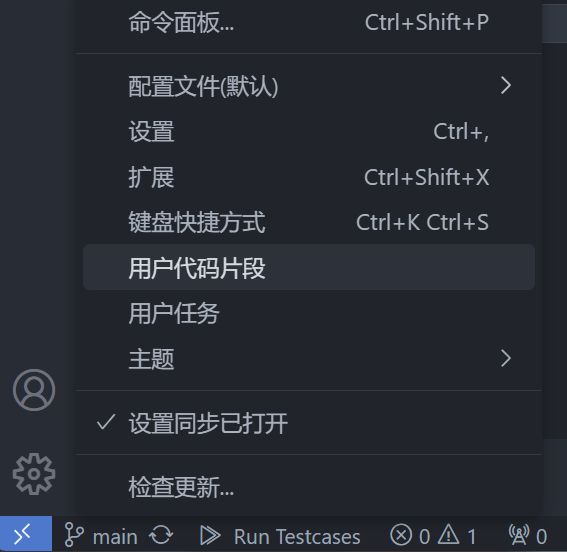 命令面板... Ctrl+Shift+P
配置文件(默认)
设置 Ctrl+,
扩展 Ctrl+Shift+X
键盘快捷方式 Ctrl+K Ctrl+S
用户代码片段
用户任务
主题
设置同步已打开
检查更新...
main Run Testcases 0 1 0